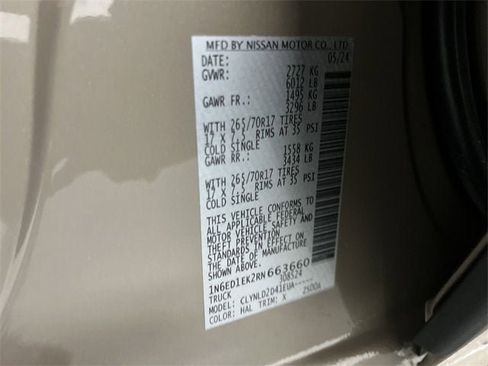 MFD BY NISSAN MOTOR CO., LTD
DATE: 05/24
GVWR: 2727 KG
6012 LB
GAWR FR.: 1495 KG
3296 LB
WITH 265/70R17 TIRES
17 X 7.5 RIMS AT 35 PSI
COLD SINGLE
GAWR RR.: 1558 KG
3434 LB
WITH 265/70R17 TIRES
17 X 7.5 RIMS AT 35 PSI
COLD SINGLE
THIS VEHICLE CONFORMS TO
ALL APPLICABLE FEDERAL
MOTOR VEHICLE SAFETY AND
THEFT PREVENTION
STANDARDS IN EFFECT ON
THE DATE OF MANUFACTURE
SHOWN ABOVE.
1N6ED1EK2RN663660
TRUCK J08524
MODEL: CLYNLD2D41EUA-----
COLOR: HAL TRIM: X 2500A